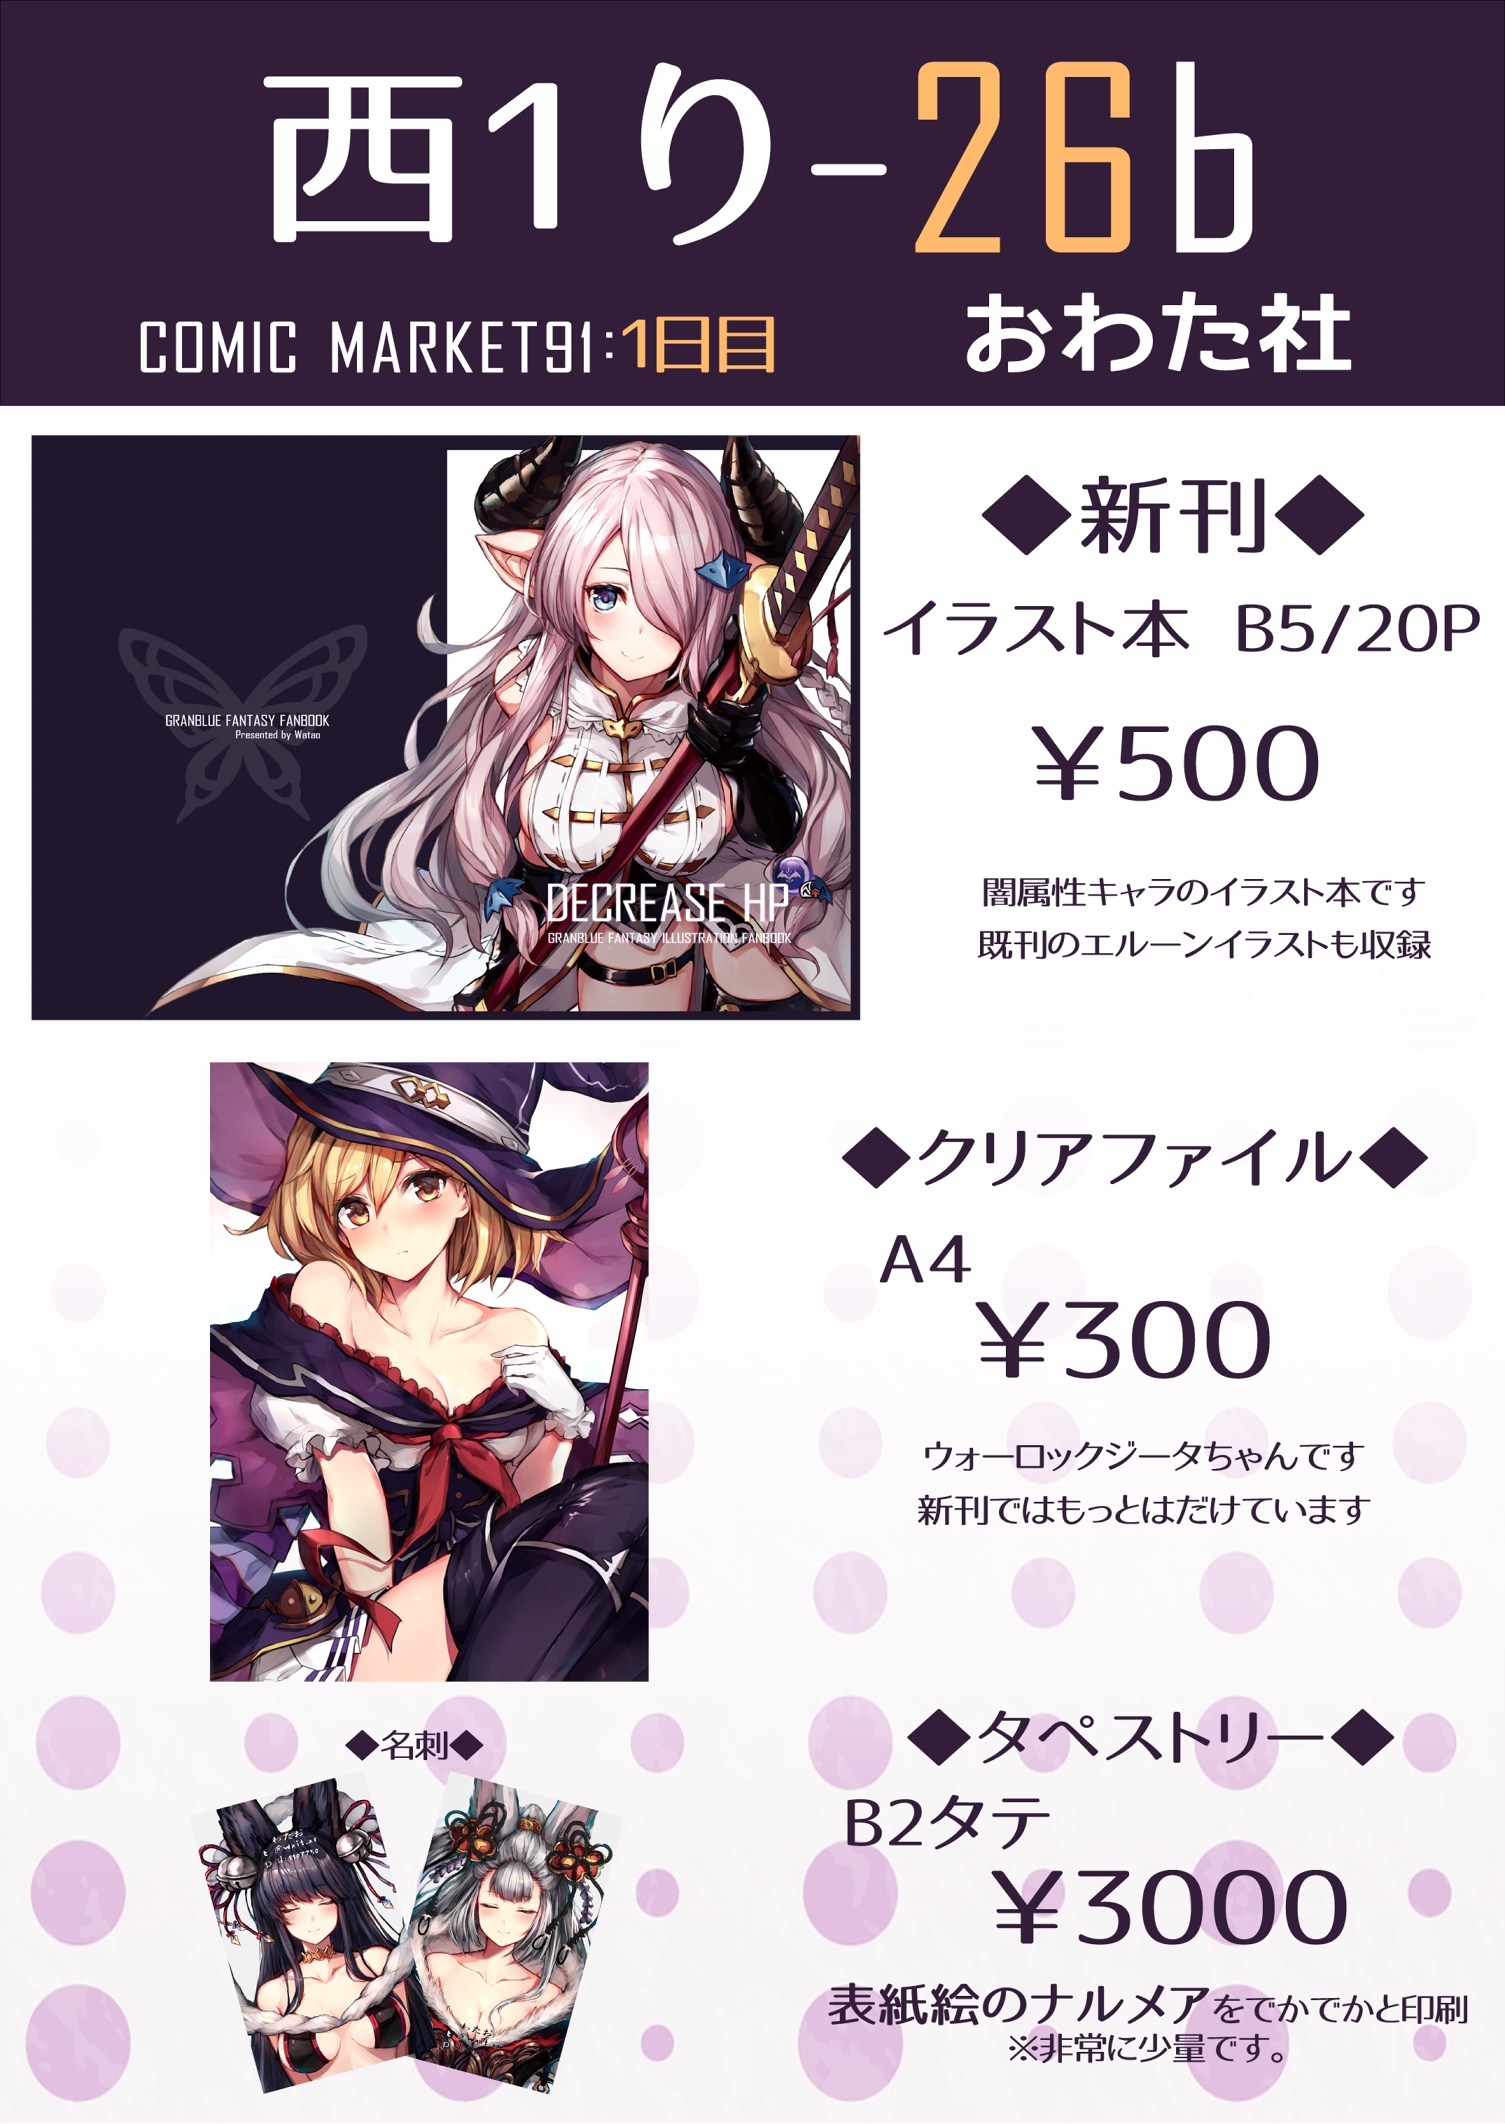 西1り-26b
COMIC MARKET91:1日目
おわた社
◆新刊◆
イラスト本 B5/20P
¥500
闇属性キャラのイラスト本です
既刊のエルーンイラストも収録
GRANBLUE FANTASY FANBOOK
Presented by Watao
DECREASE HP
GRANBLUE FANTASY ILLUSTRATION FANBOOK
◆クリアファイル◆
A4
¥300
ウォーロックジータちゃんです
新刊ではもっとはだけています
◆名刺◆
わたお
わたお
◆タペストリー◆
B2タテ
¥3000
表紙絵のナルメアをでかでかと印刷
※非常に少量です。